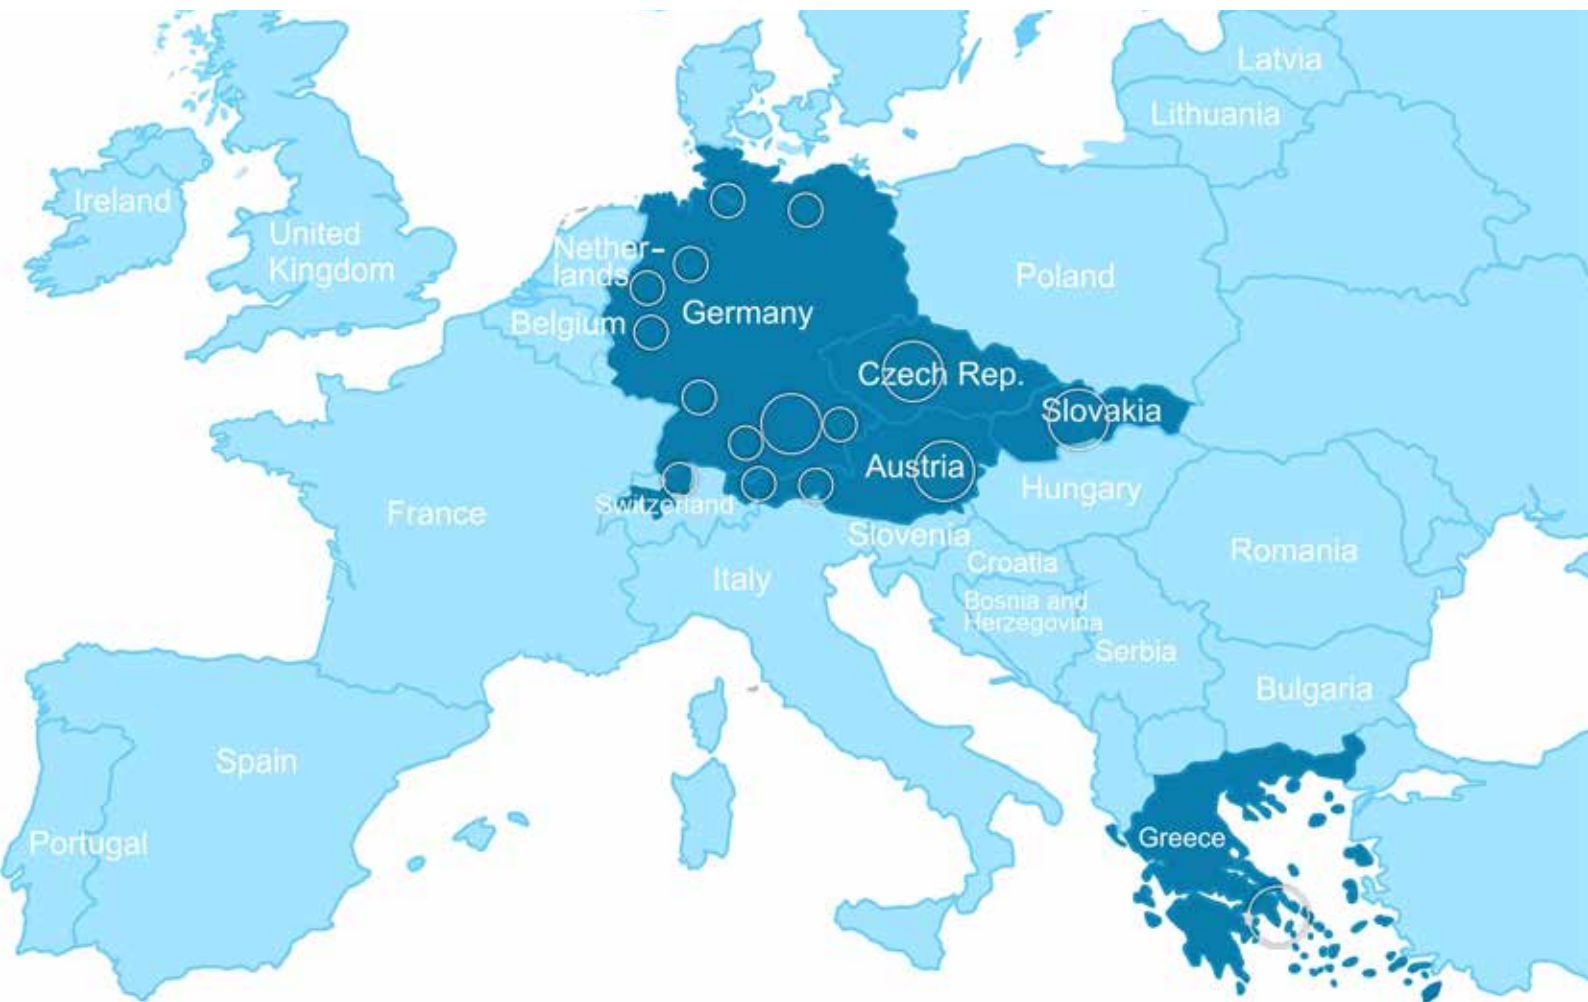 Latvia
Lithuania
Ireland
United
Kingdom
Nether-
lands
Poland
Germany
Belgium
Czech Rep.
Slovakia
Austria
Hungary
Switzerland
France
Slovenia
Romania
Croatia
Italy
Bosnia and
Herzegovina
Serbia
Bulgaria
Spain
Greece
Portugal